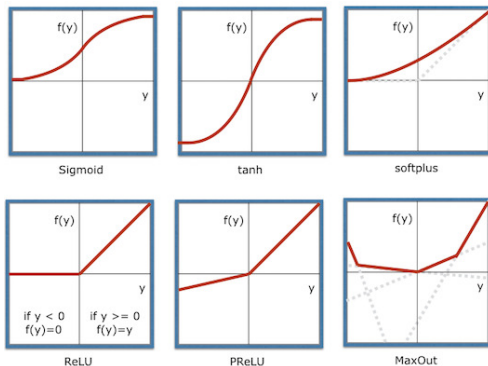 f(y)
y
Sigmoid
f(y)
y
tanh
f(y)
y
softplus
f(y)
y
if y < 0 if y >= 0
f(y)=0 f(y)=y
ReLU
f(y)
y
PReLU
f(y)
y
MaxOut